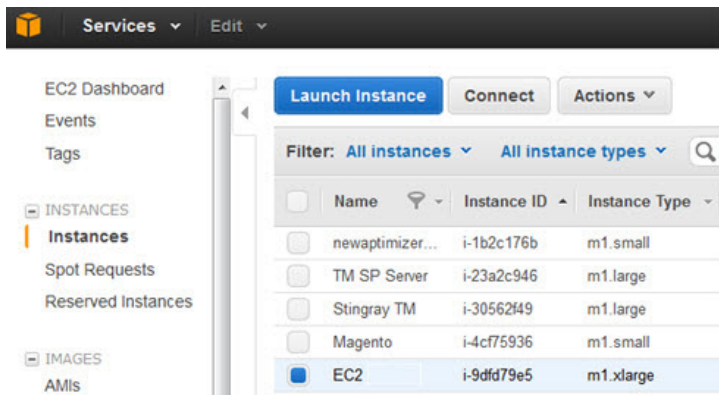 Services Edit
EC2 Dashboard
Events
Tags
INSTANCES
Instances
Spot Requests
Reserved Instances
IMAGES
AMIs
Launch Instance Connect Actions
Filter: All instances All instance types
Name Instance ID Instance Type
newaptimizer... i-1b2c176b m1.small
TM SP Server i-23a2c946 m1.large
Stingray TM i-30562f49 m1.large
Magento i-4cf75936 m1.small
EC2 i-9dfd79e5 m1.xlarge